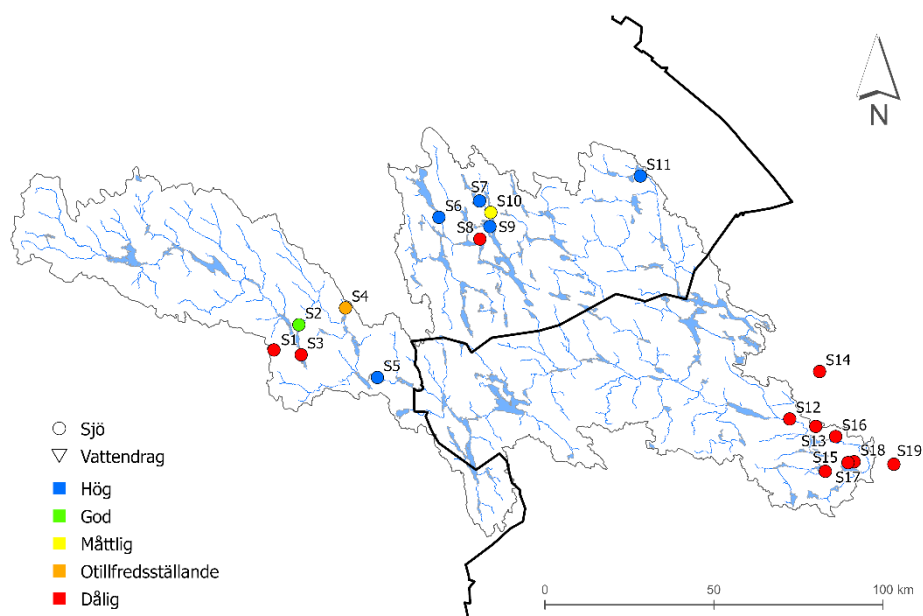 N
S11
S7
S6
S10
S9
S8
S4
S2
S1
S3
S5
S14
S12
S16
S13
S18
S19
S15
S17
Sjö
Vattendrag
Hög
God
Måttlig
Otillfredsställande
Dålig
0 50 100 km